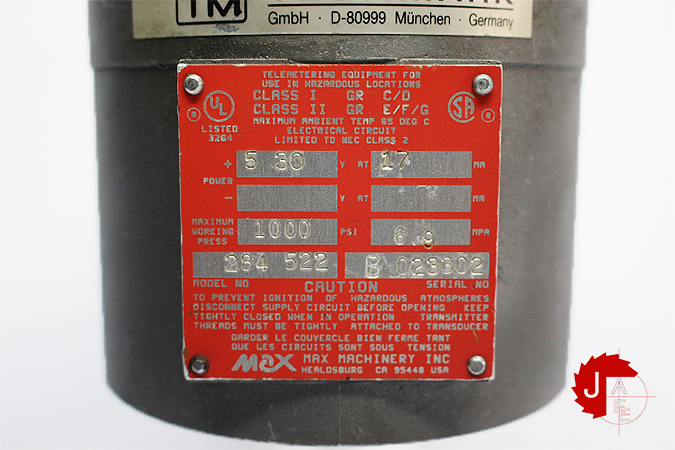 TM
GmbH · D-80999 München · Germany
TELEMETERING EQUIPMENT FOR
USE IN HAZARDOUS LOCATIONS
CLASS I GR C/D
CLASS II GR E/F/G
MAXIMUM AMBIENT TEMP 65 DEG C
ELECTRICAL CIRCUIT
LIMITED TO NEC CLASS 2
UL
LISTED
32G4
SA
+ 5 30 V AT 17 MA
POWER
- V AT MA
MAXIMUM
WORKING
PRESS
1000 PSI 6.9 MPA
284 522 B 023302
MODEL NO SERIAL NO
CAUTION
TO PREVENT IGNITION OF HAZARDOUS ATMOSPHERES
DISCONNECT SUPPLY CIRCUIT BEFORE OPENING KEEP
TIGHTLY CLOSED WHEN IN OPERATION TRANSMITTER
THREADS MUST BE TIGHTLY ATTACHED TO TRANSDUCER
GARDER LE COUVERCLE BIEN FERME TANT
QUE LES CIRCUITS SONT SOUS TENSION
MAX MAX MACHINERY INC
HEALDSBURG CA 95448 USA
J